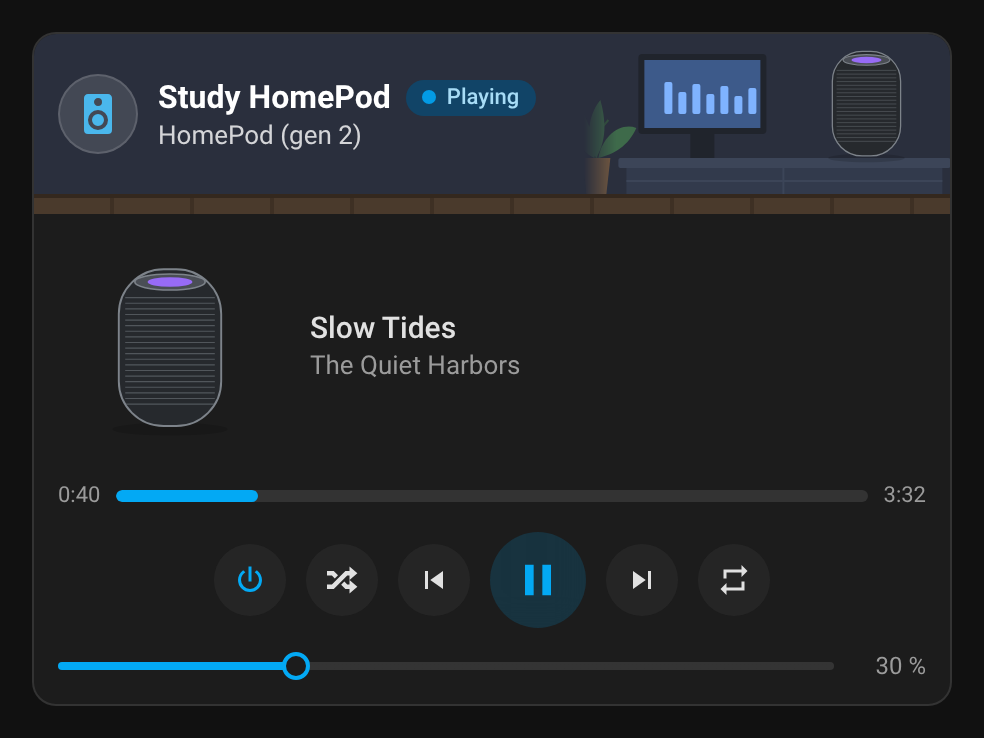 Study HomePod
Playing
HomePod (gen 2)
Slow Tides
The Quiet Harbors
0:40
3:32
30 %